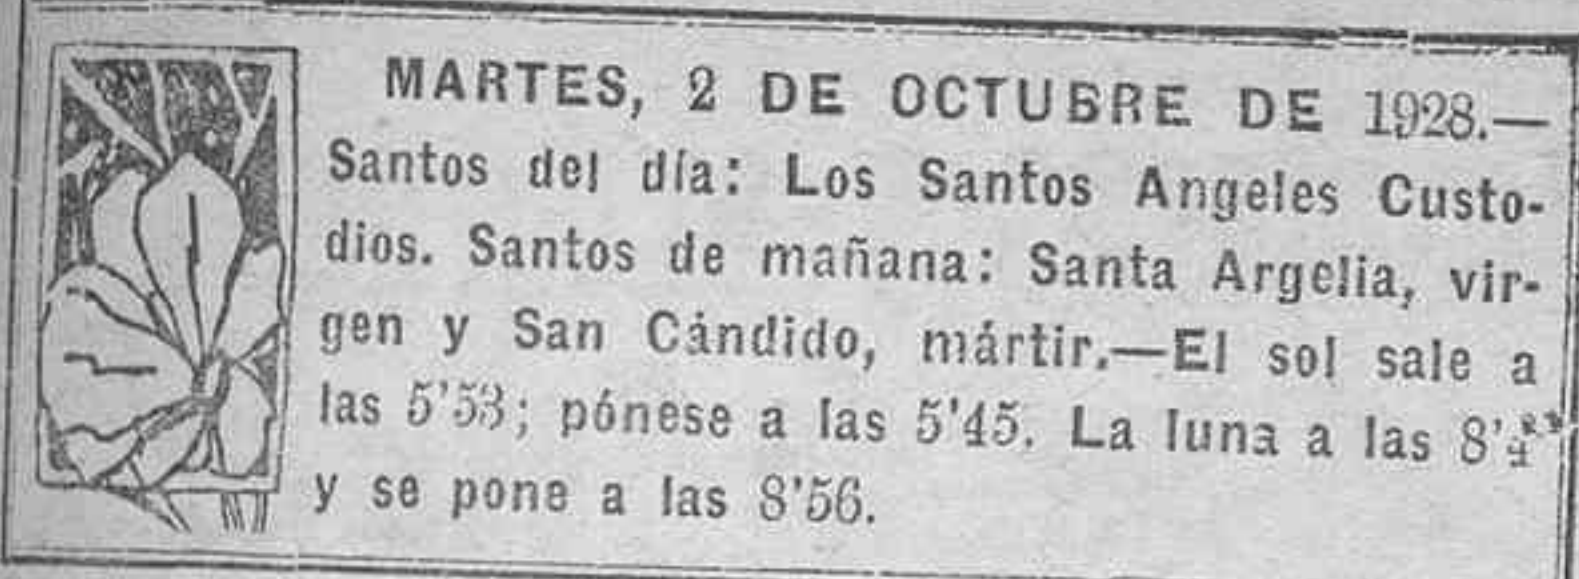 MARTES, 2 DE OCTUBRE DE 1928.—
Santos del día: Los Santos Angeles Custo-
dios. Santos de mañana: Santa Argelia, vir-
gen y San Cándido, mártir.—El sol sale a
las 5'53; pónese a las 5'45. La luna a las
y se pone a las 8'56.